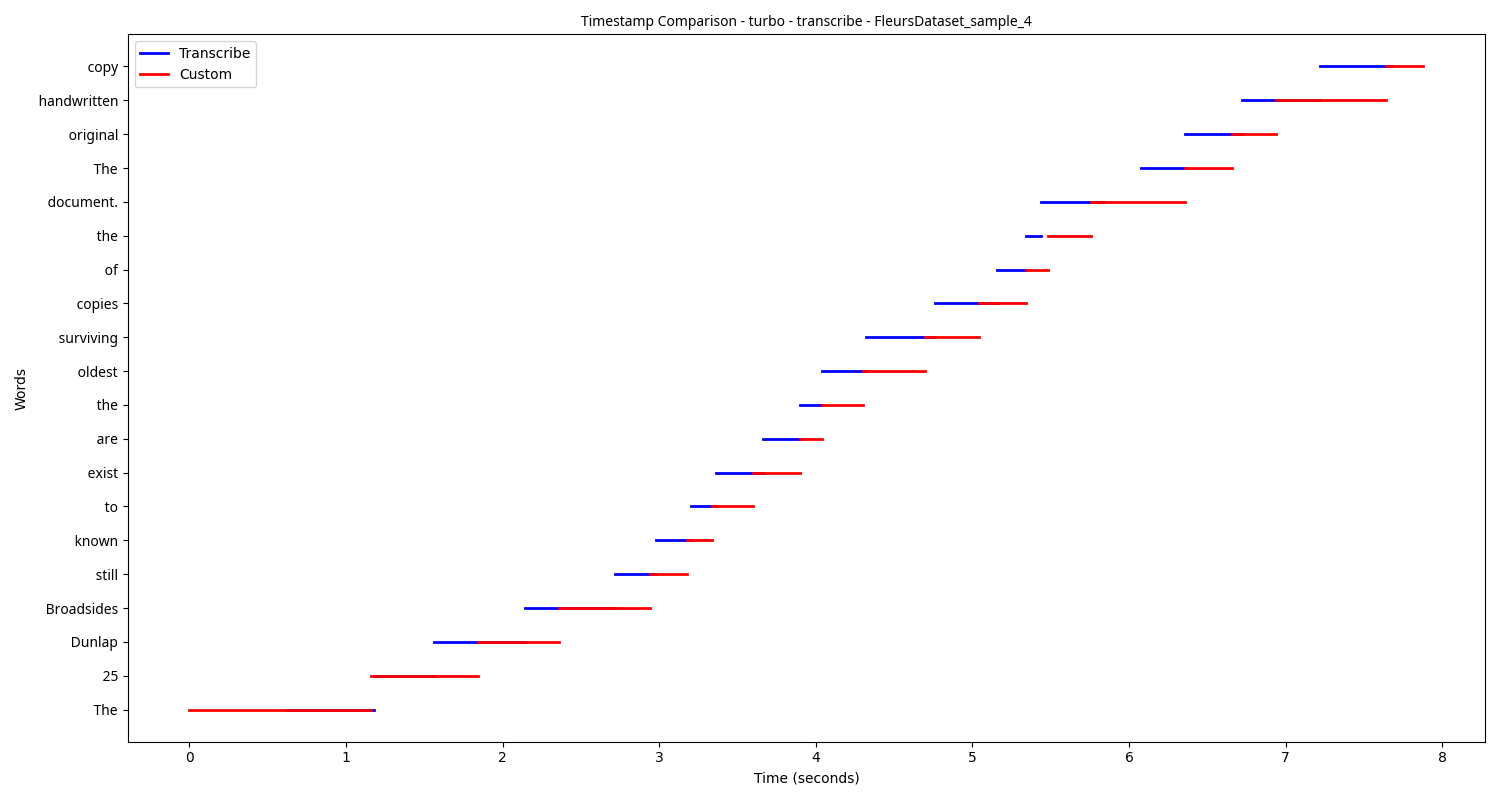 Timestamp Comparison - turbo - transcribe - FleursDataset_sample_4
Transcribe
Custom
copy
handwritten
original
The
document.
the
of
copies
surviving
oldest
the
are
exist
to
known
still
Broadsides
Dunlap
25
The
Words
0 1 2 3 4 5 6 7 8
Time (seconds)